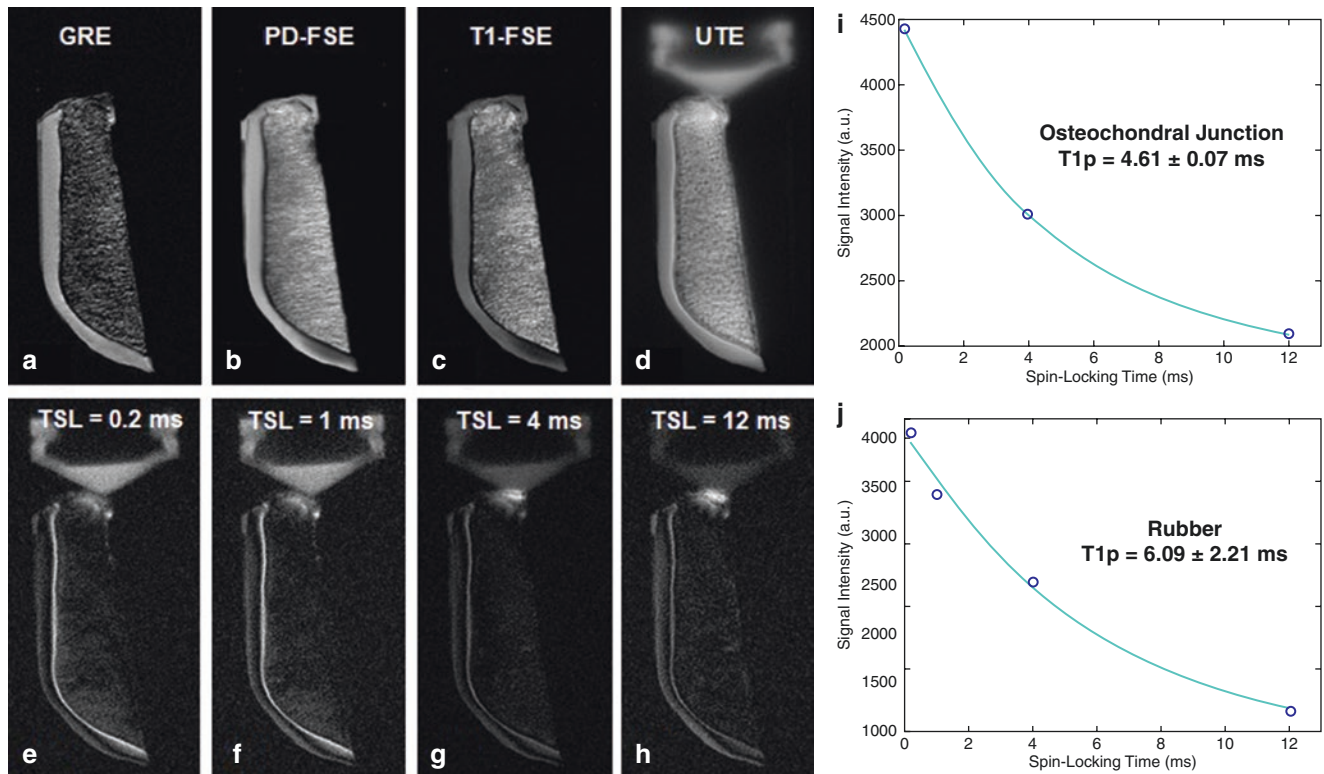 GRE
PD-FSE
T1-FSE
UTE
a
b
c
d
TSL = 0.2 ms
TSL = 1 ms
TSL = 4 ms
TSL = 12 ms
e
f
g
h
i
4500
4000
3500
3000
2500
2000
Signal Intensity (a.u.)
Osteochondral Junction
T1p = 4.61 ± 0.07 ms
0 2 4 6 8 10 12
Spin-Locking Time (ms)
j
4000
3500
3000
2500
2000
1500
1000
Signal Intensity (a.u.)
Rubber
T1p = 6.09 ± 2.21 ms
0 2 4 6 8 10 12
Spin-Locking Time (ms)